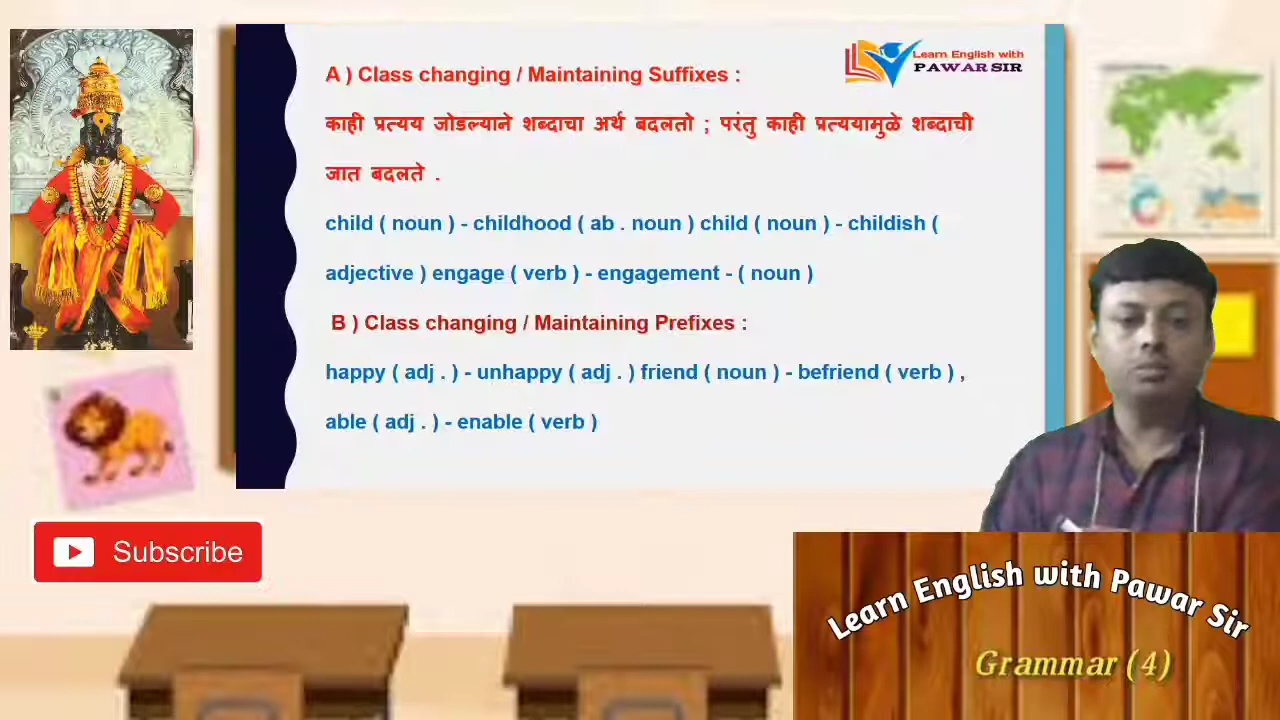 Learn English with
PAWAR SIR
A ) Class changing / Maintaining Suffixes :
काही प्रत्यय जोडल्याने शब्दाचा अर्थ बदलतो ; परंतु काही प्रत्ययामुळे शब्दाची
जात बदलते .
child ( noun ) - childhood ( ab . noun ) child ( noun ) - childish (
adjective ) engage ( verb ) - engagement - ( noun )
B ) Class changing / Maintaining Prefixes :
happy ( adj . ) - unhappy ( adj . ) friend ( noun ) - befriend ( verb ) ,
able ( adj . ) - enable ( verb )
Subscribe
Learn English with Pawar Sir
Grammar (4)